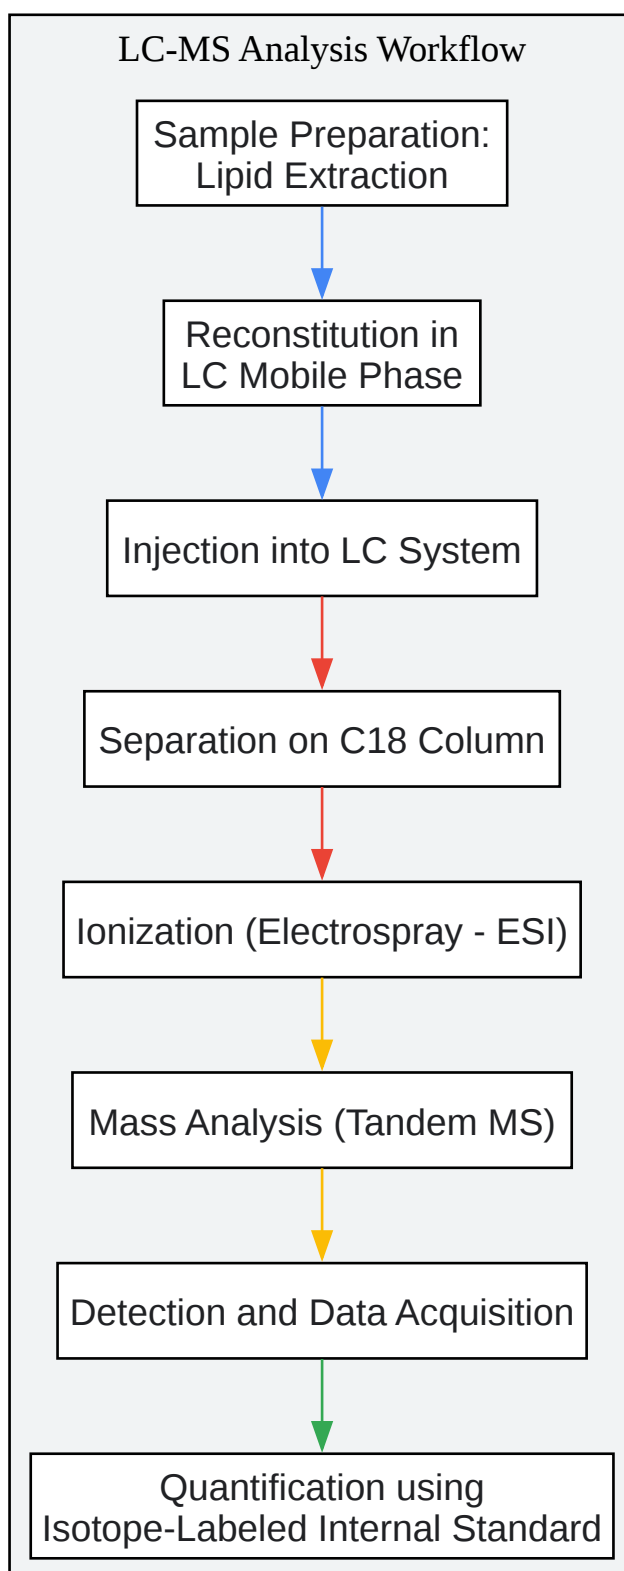 LC-MS Analysis Workflow
Sample Preparation:
Lipid Extraction
Reconstitution in
LC Mobile Phase
Injection into LC System
Separation on C18 Column
Ionization (Electrospray - ESI)
Mass Analysis (Tandem MS)
Detection and Data Acquisition
Quantification using
Isotope-Labeled Internal Standard